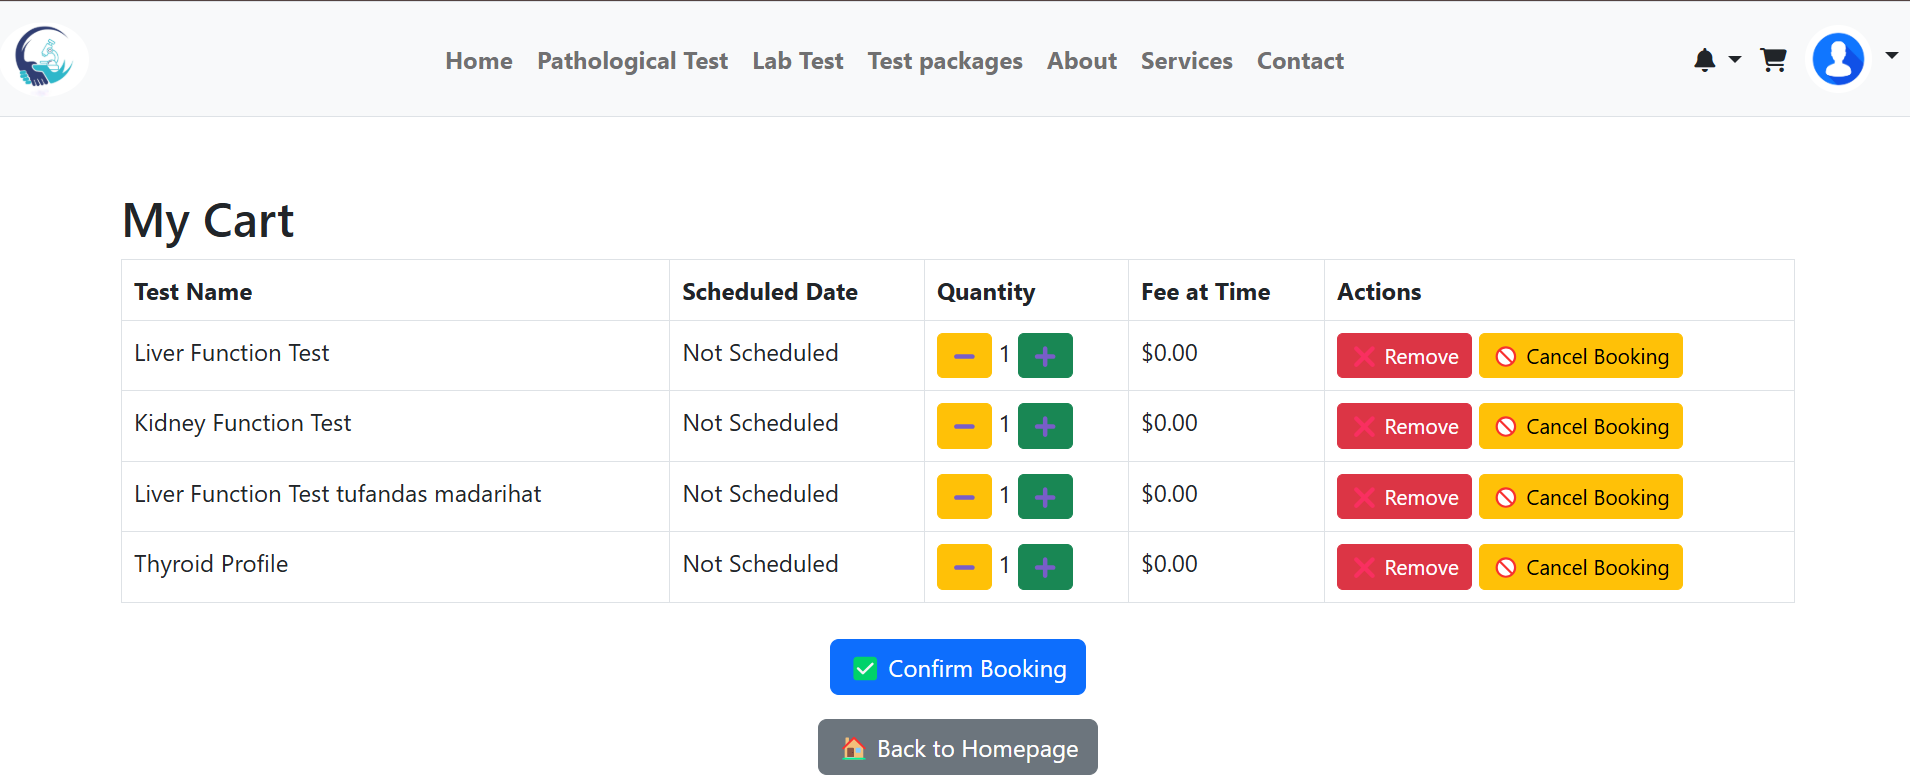 Home Pathological Test Lab Test Test packages About Services Contact
My Cart
Test Name Scheduled Date Quantity Fee at Time Actions
Liver Function Test Not Scheduled 1 $0.00 Remove Cancel Booking
Kidney Function Test Not Scheduled 1 $0.00 Remove Cancel Booking
Liver Function Test tufandas madarihat Not Scheduled 1 $0.00 Remove Cancel Booking
Thyroid Profile Not Scheduled 1 $0.00 Remove Cancel Booking
Confirm Booking
Back to Homepage